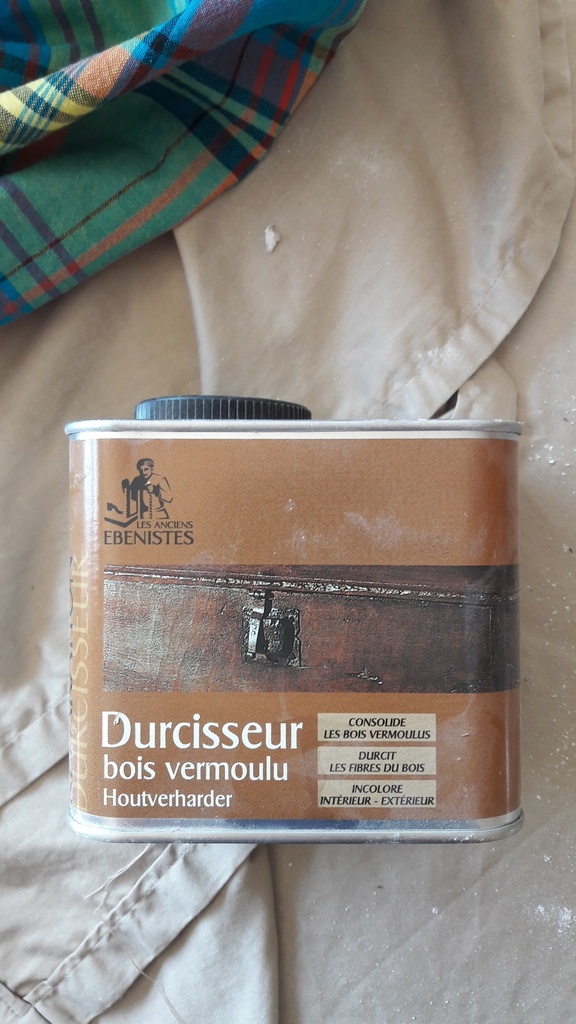 LES ANCIENS
EBENISTES
DURCISSEUR
Durcisseur
bois vermoulu
Houtverharder
CONSOLIDE
LES BOIS VERMOULUS
DURCIT
LES FIBRES DU BOIS
INCOLORE
INTÉRIEUR - EXTÉRIEUR